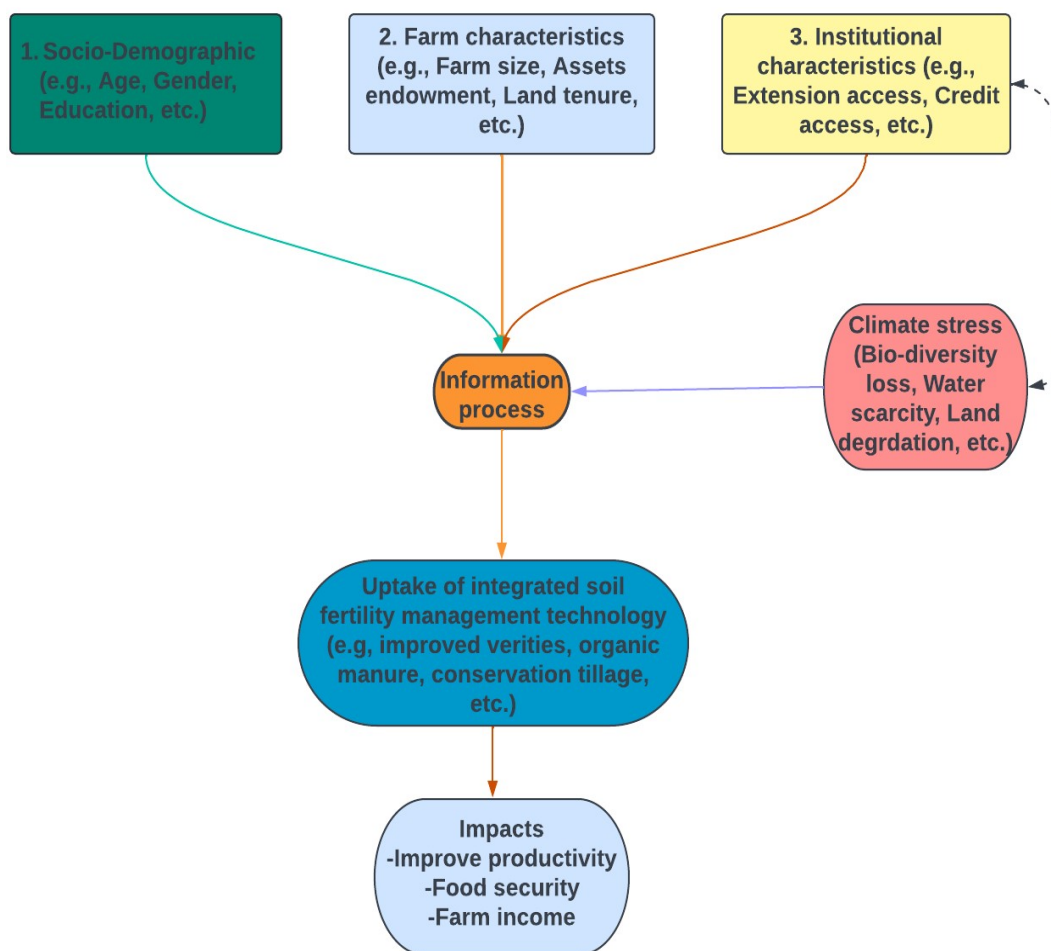 1. Socio-Demographic
(e.g., Age, Gender,
Education, etc.)
2. Farm characteristics
(e.g., Farm size, Assets
endowment, Land tenure,
etc.)
3. Institutional
characteristics (e.g.,
Extension access, Credit
access, etc.)
Climate stress
(Bio-diversity
loss, Water
scarcity, Land
degrdation, etc.)
Information
process
Uptake of integrated soil
fertility management technology
(e.g, improved verities, organic
manure, conservation tillage,
etc.)
Impacts
-Improve productivity
-Food security
-Farm income